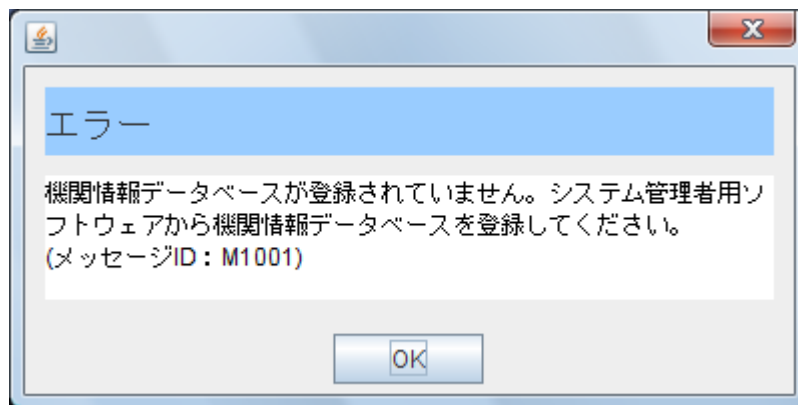 エラー
機関情報データベースが登録されていません。システム管理者用ソ
フトウェアから機関情報データベースを登録してください。
(メッセージID：M1001)
OK